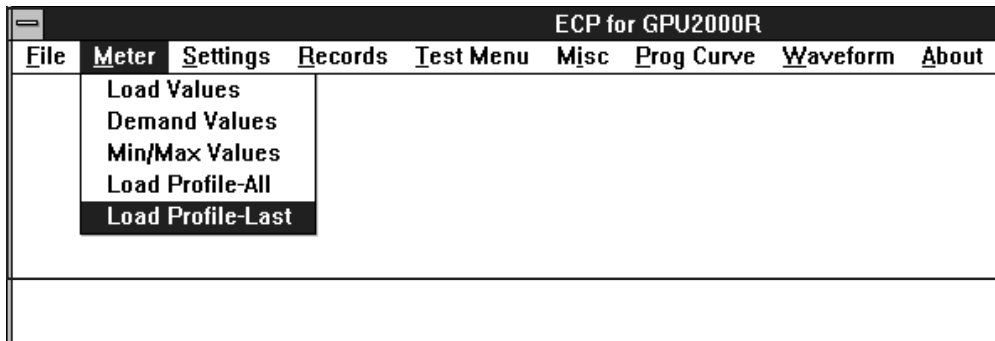 ECP for GPU2000R
File Meter Settings Records Test Menu Misc Prog Curve Waveform About
Load Values
Demand Values
Min/Max Values
Load Profile-All
Load Profile-Last